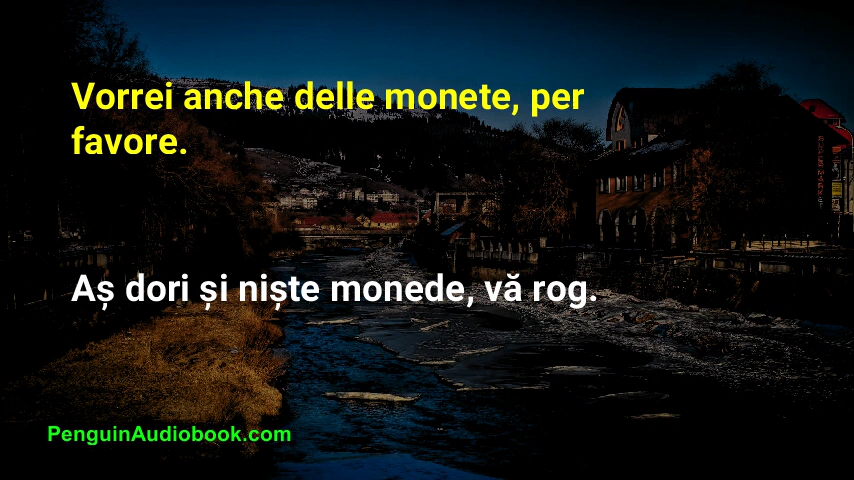 Vorrei anche delle monete, per
favore.
Aș dori și niște monede, vă rog.
PenguinAudiobook.com